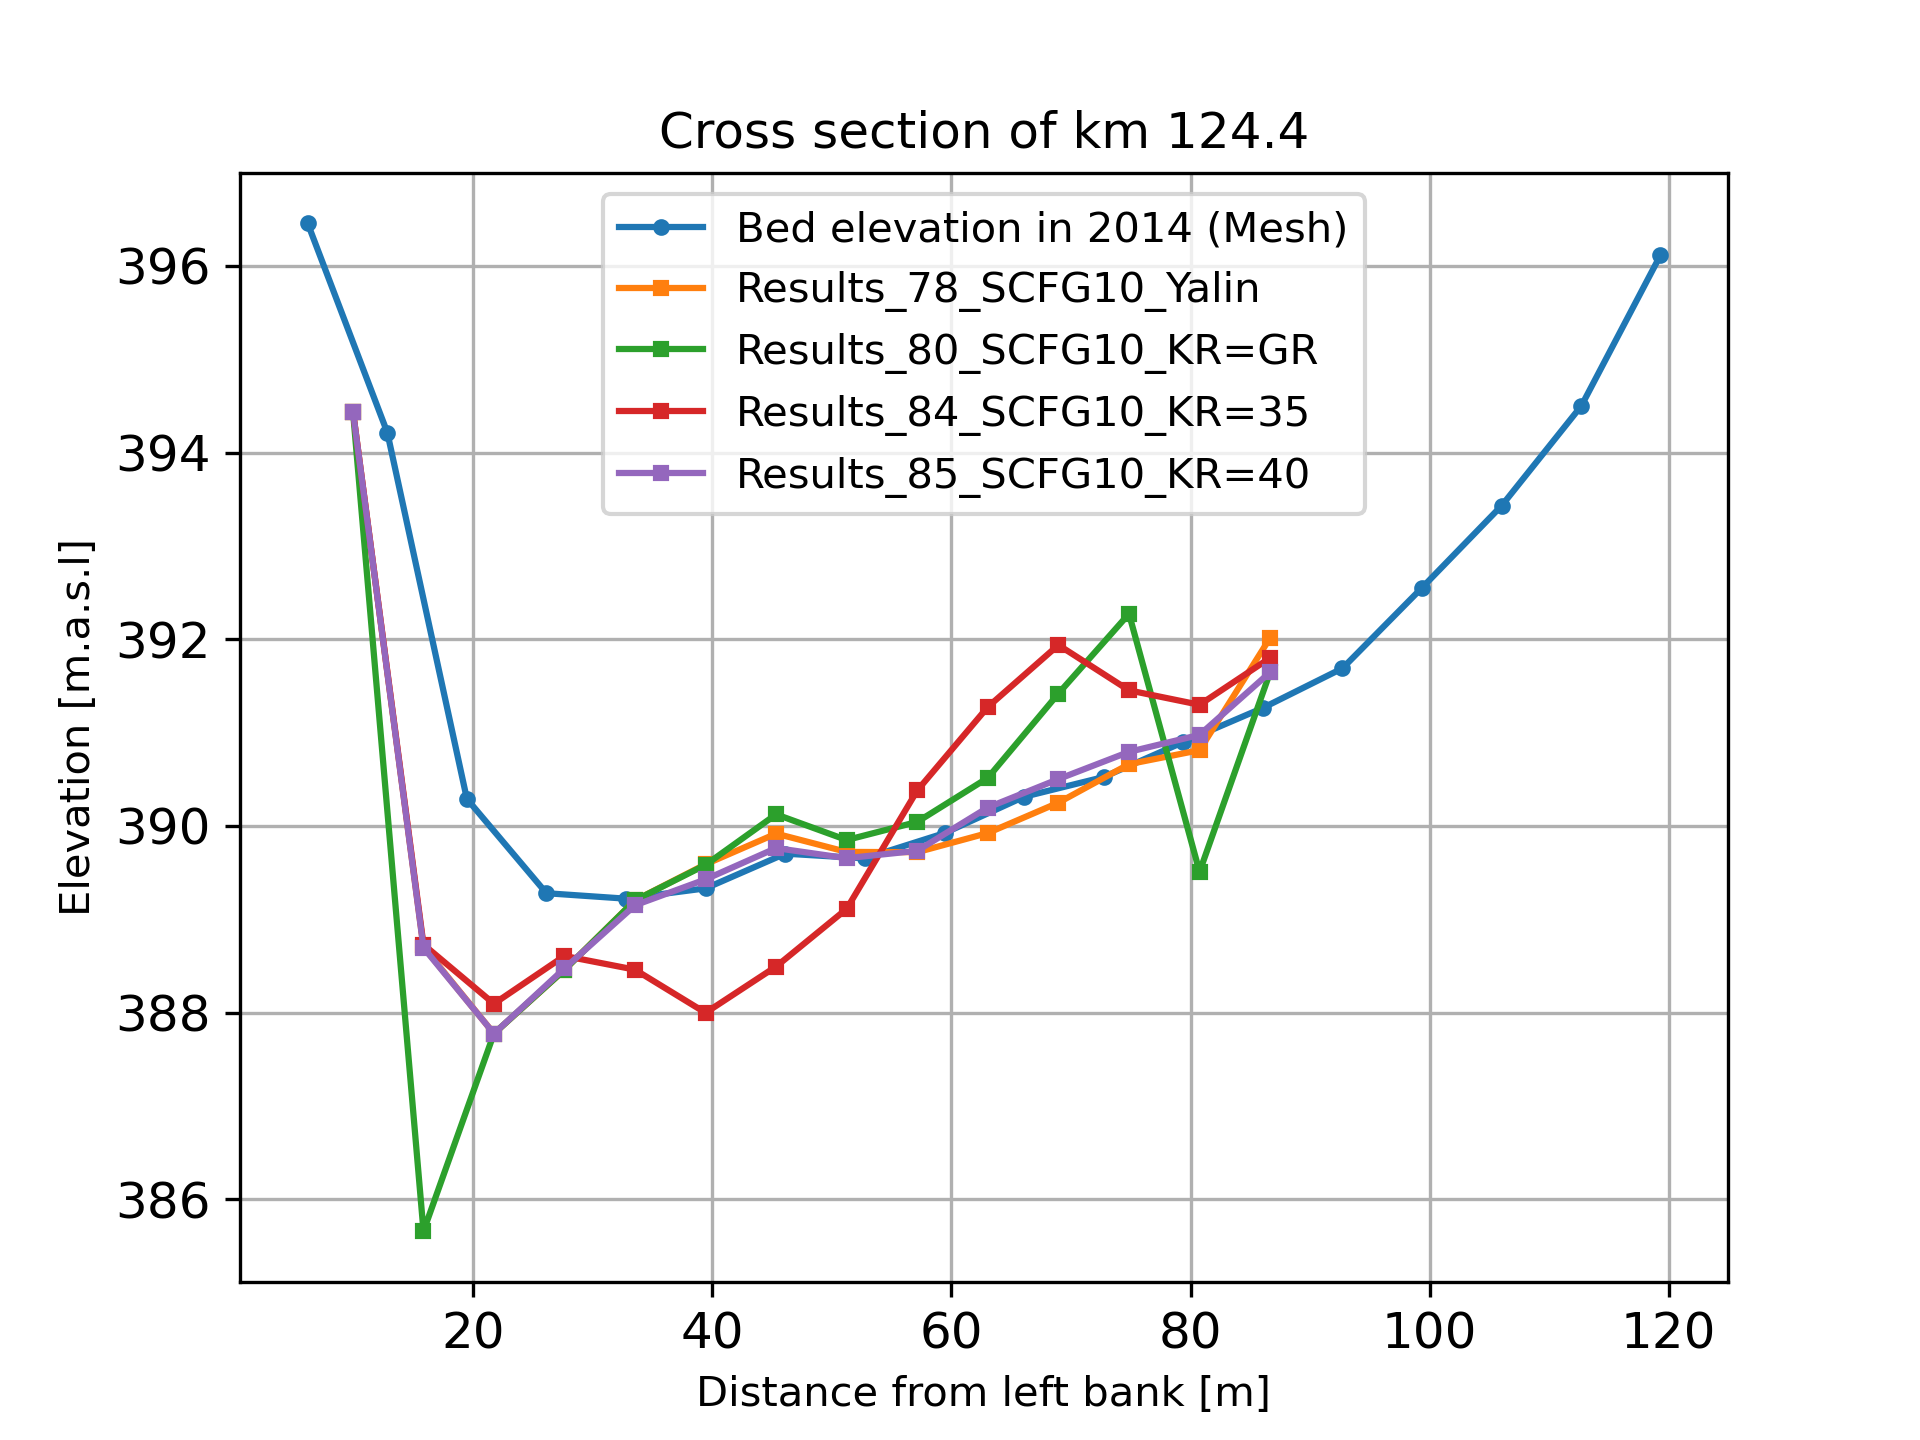 Cross section of km 124.4
Bed elevation in 2014 (Mesh)
Results_78_SCFG10_Yalin
Results_80_SCFG10_KR=GR
Results_84_SCFG10_KR=35
Results_85_SCFG10_KR=40
396
394
392
390
388
386
Elevation [m.a.s.l]
20 40 60 80 100 120
Distance from left bank [m]